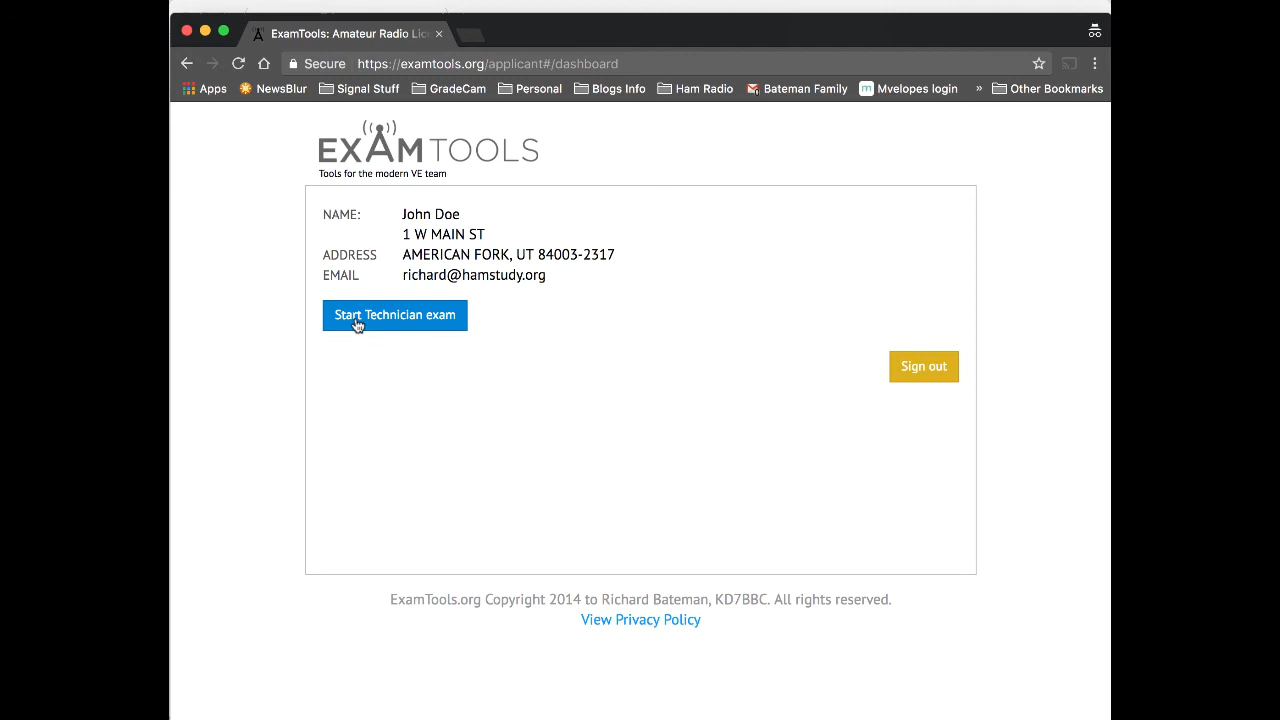 ExamTools: Amateur Radio Lic
Secure https://examtools.org/applicant#/dashboard
Apps NewsBlur Signal Stuff GradeCam Personal Blogs Info Ham Radio Bateman Family m Mvelopes login » Other Bookmarks
EXAMTOOLS
Tools for the modern VE team
NAME: John Doe
1 W MAIN ST
ADDRESS AMERICAN FORK, UT 84003-2317
EMAIL richard@hamstudy.org
Start Technician exam
Sign out
ExamTools.org Copyright 2014 to Richard Bateman, KD7BBC. All rights reserved.
View Privacy Policy